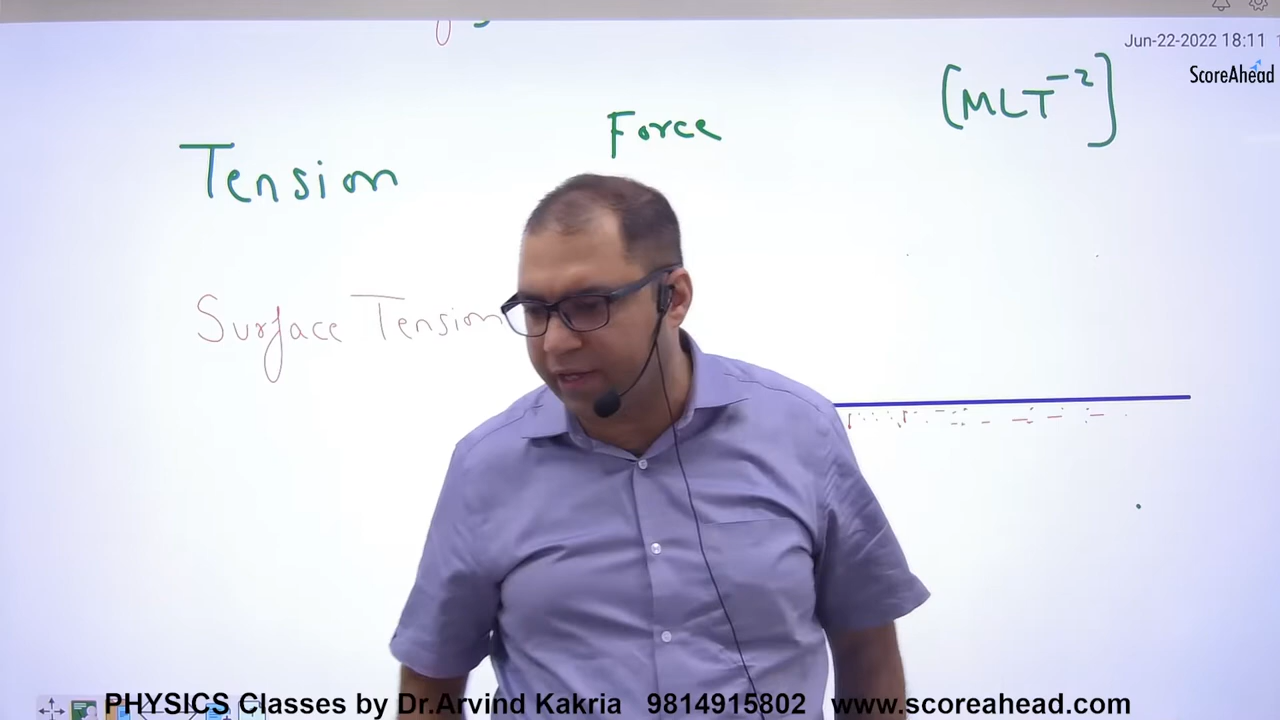 Jun-22-2022 18:11
ScoreAhead
[MLT⁻²]
Force
Tension
Surface Tension
PHYSICS Classes by Dr.Arvind Kakria 9814915802 www.scoreahead.com